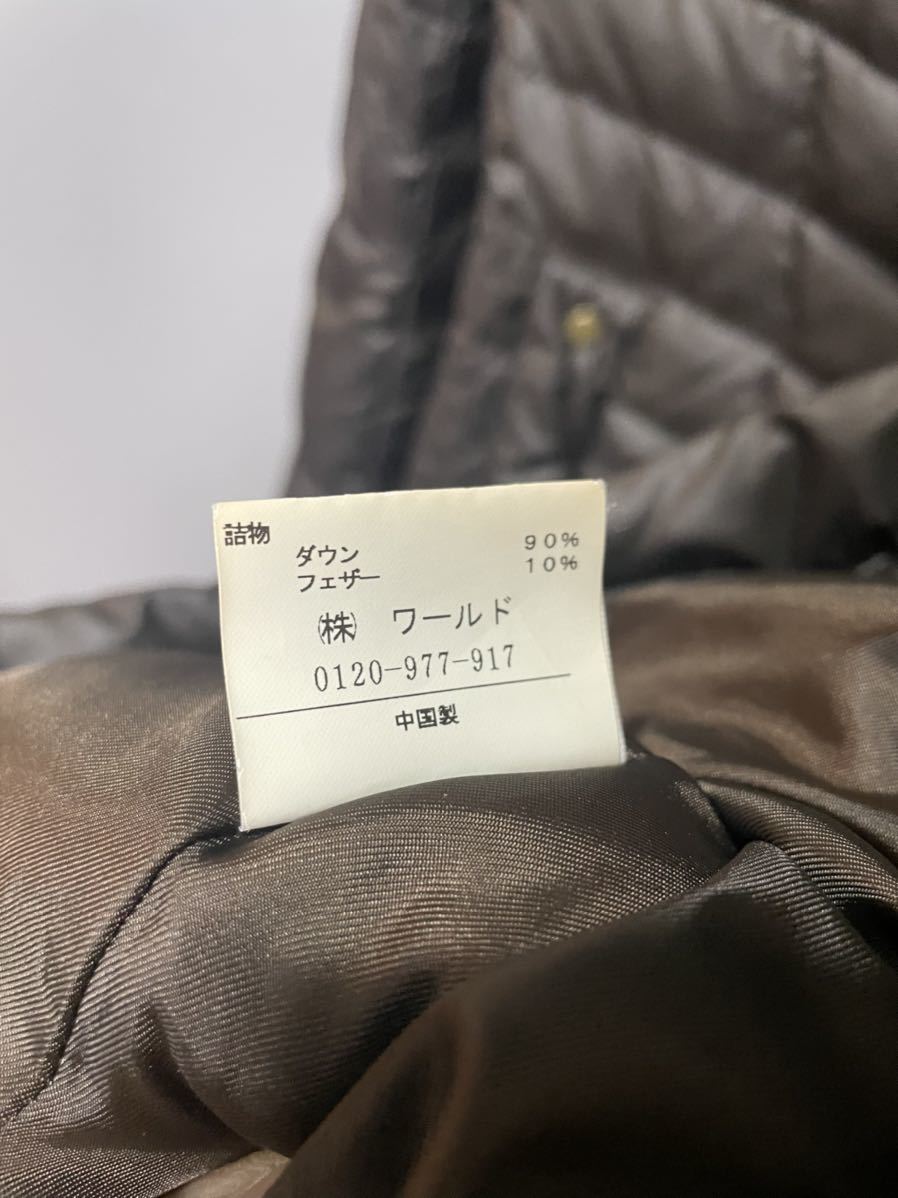 詰物
ダウン 90%
フェザー 10%
㈱ ワールド
0120-977-917
中国製